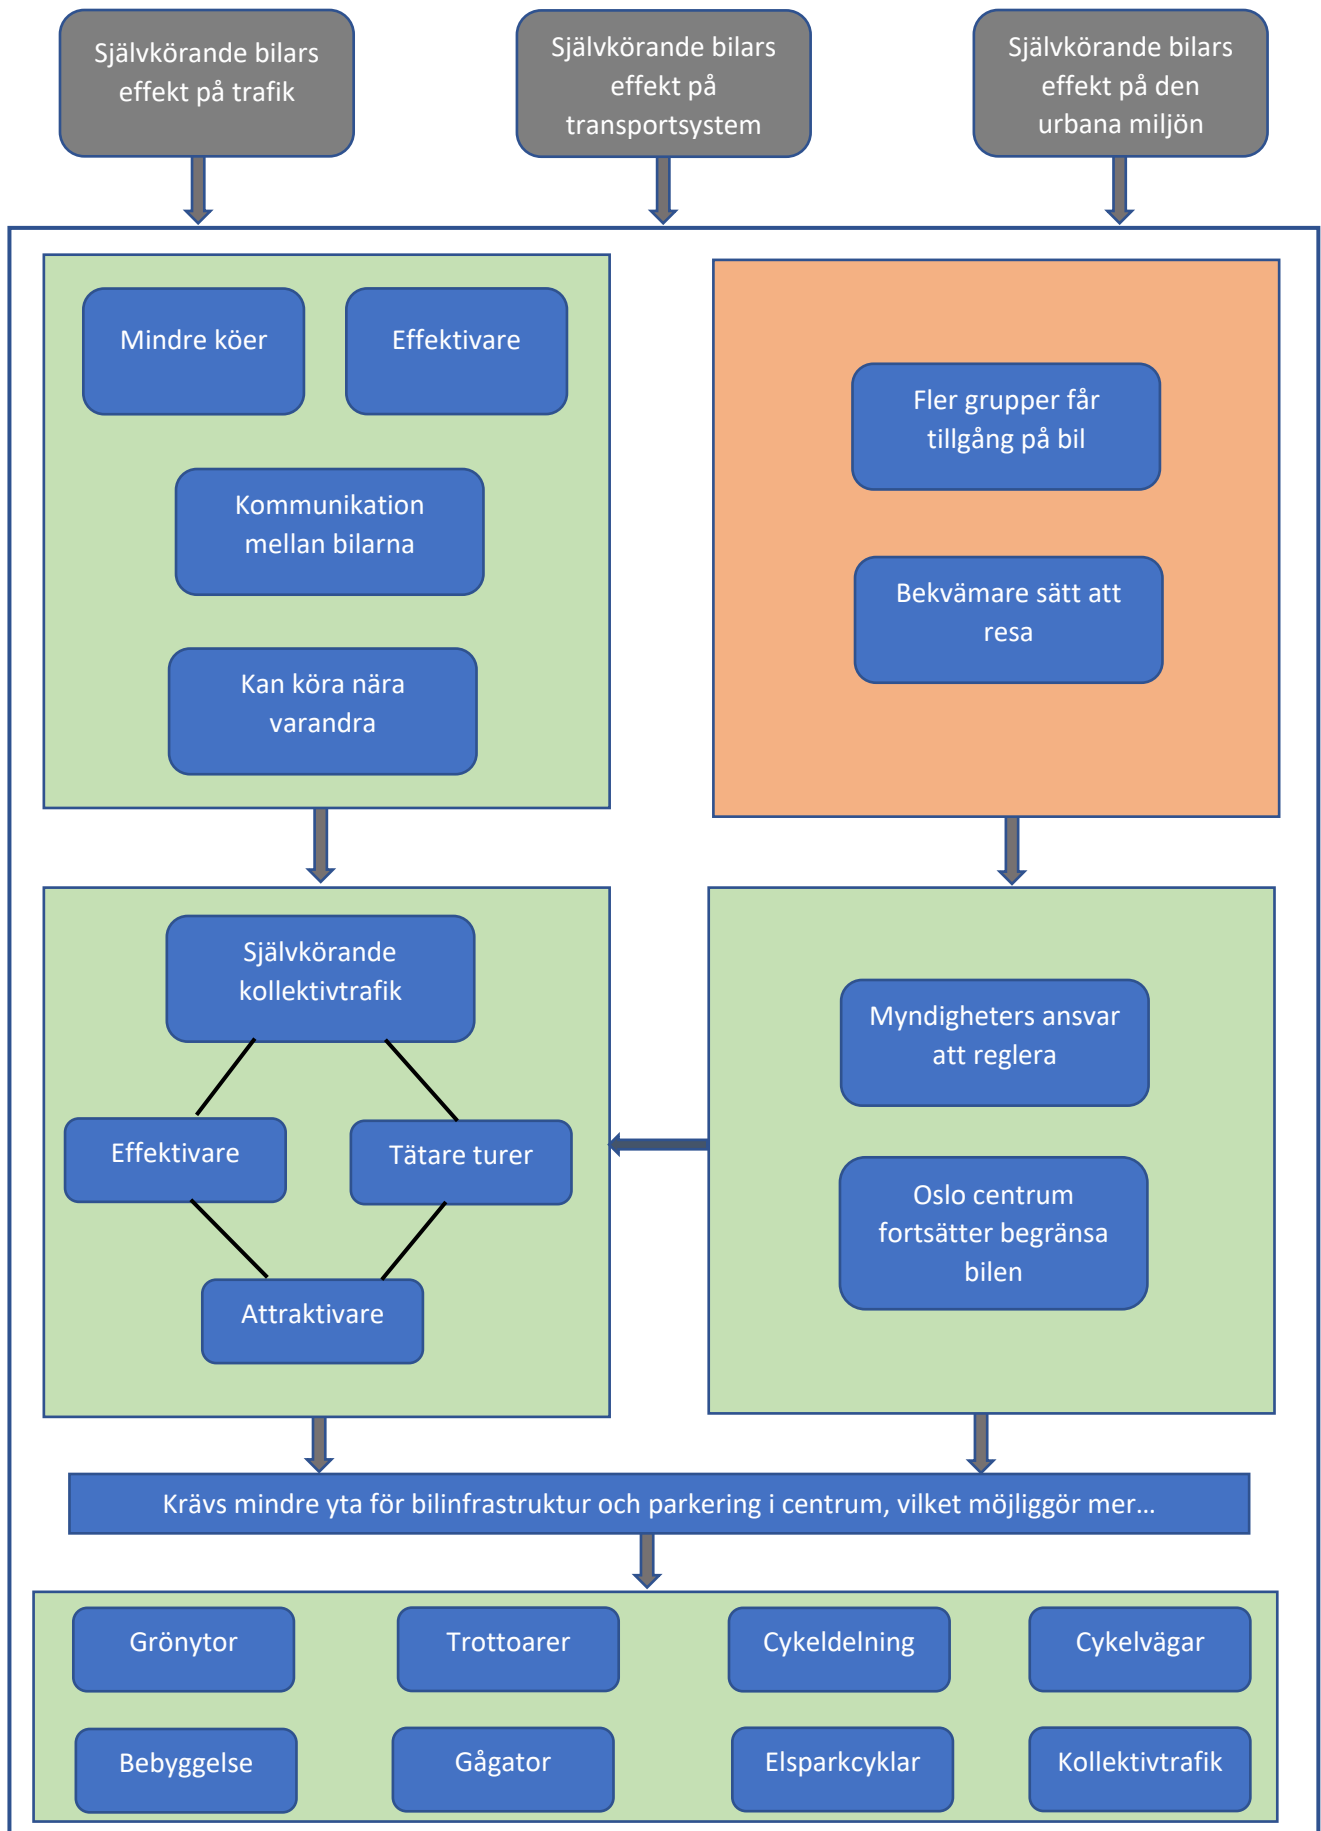 Självkörande bilars
effekt på trafik
Självkörande bilars
effekt på
transportsystem
Självkörande bilars
effekt på den
urbana miljön
Mindre köer
Effektivare
Kommunikation
mellan bilarna
Kan köra nära
varandra
Fler grupper får
tillgång på bil
Bekvämare sätt att
resa
Självkörande
kollektivtrafik
Effektivare
Tätare turer
Attraktivare
Myndigheters ansvar
att reglera
Oslo centrum
fortsätter begränsa
bilen
Krävs mindre yta för bilinfrastruktur och parkering i centrum, vilket möjliggör mer…
Grönytor
Trottoarer
Cykeldelning
Cykelvägar
Bebyggelse
Gågator
Elsparkcyklar
Kollektivtrafik